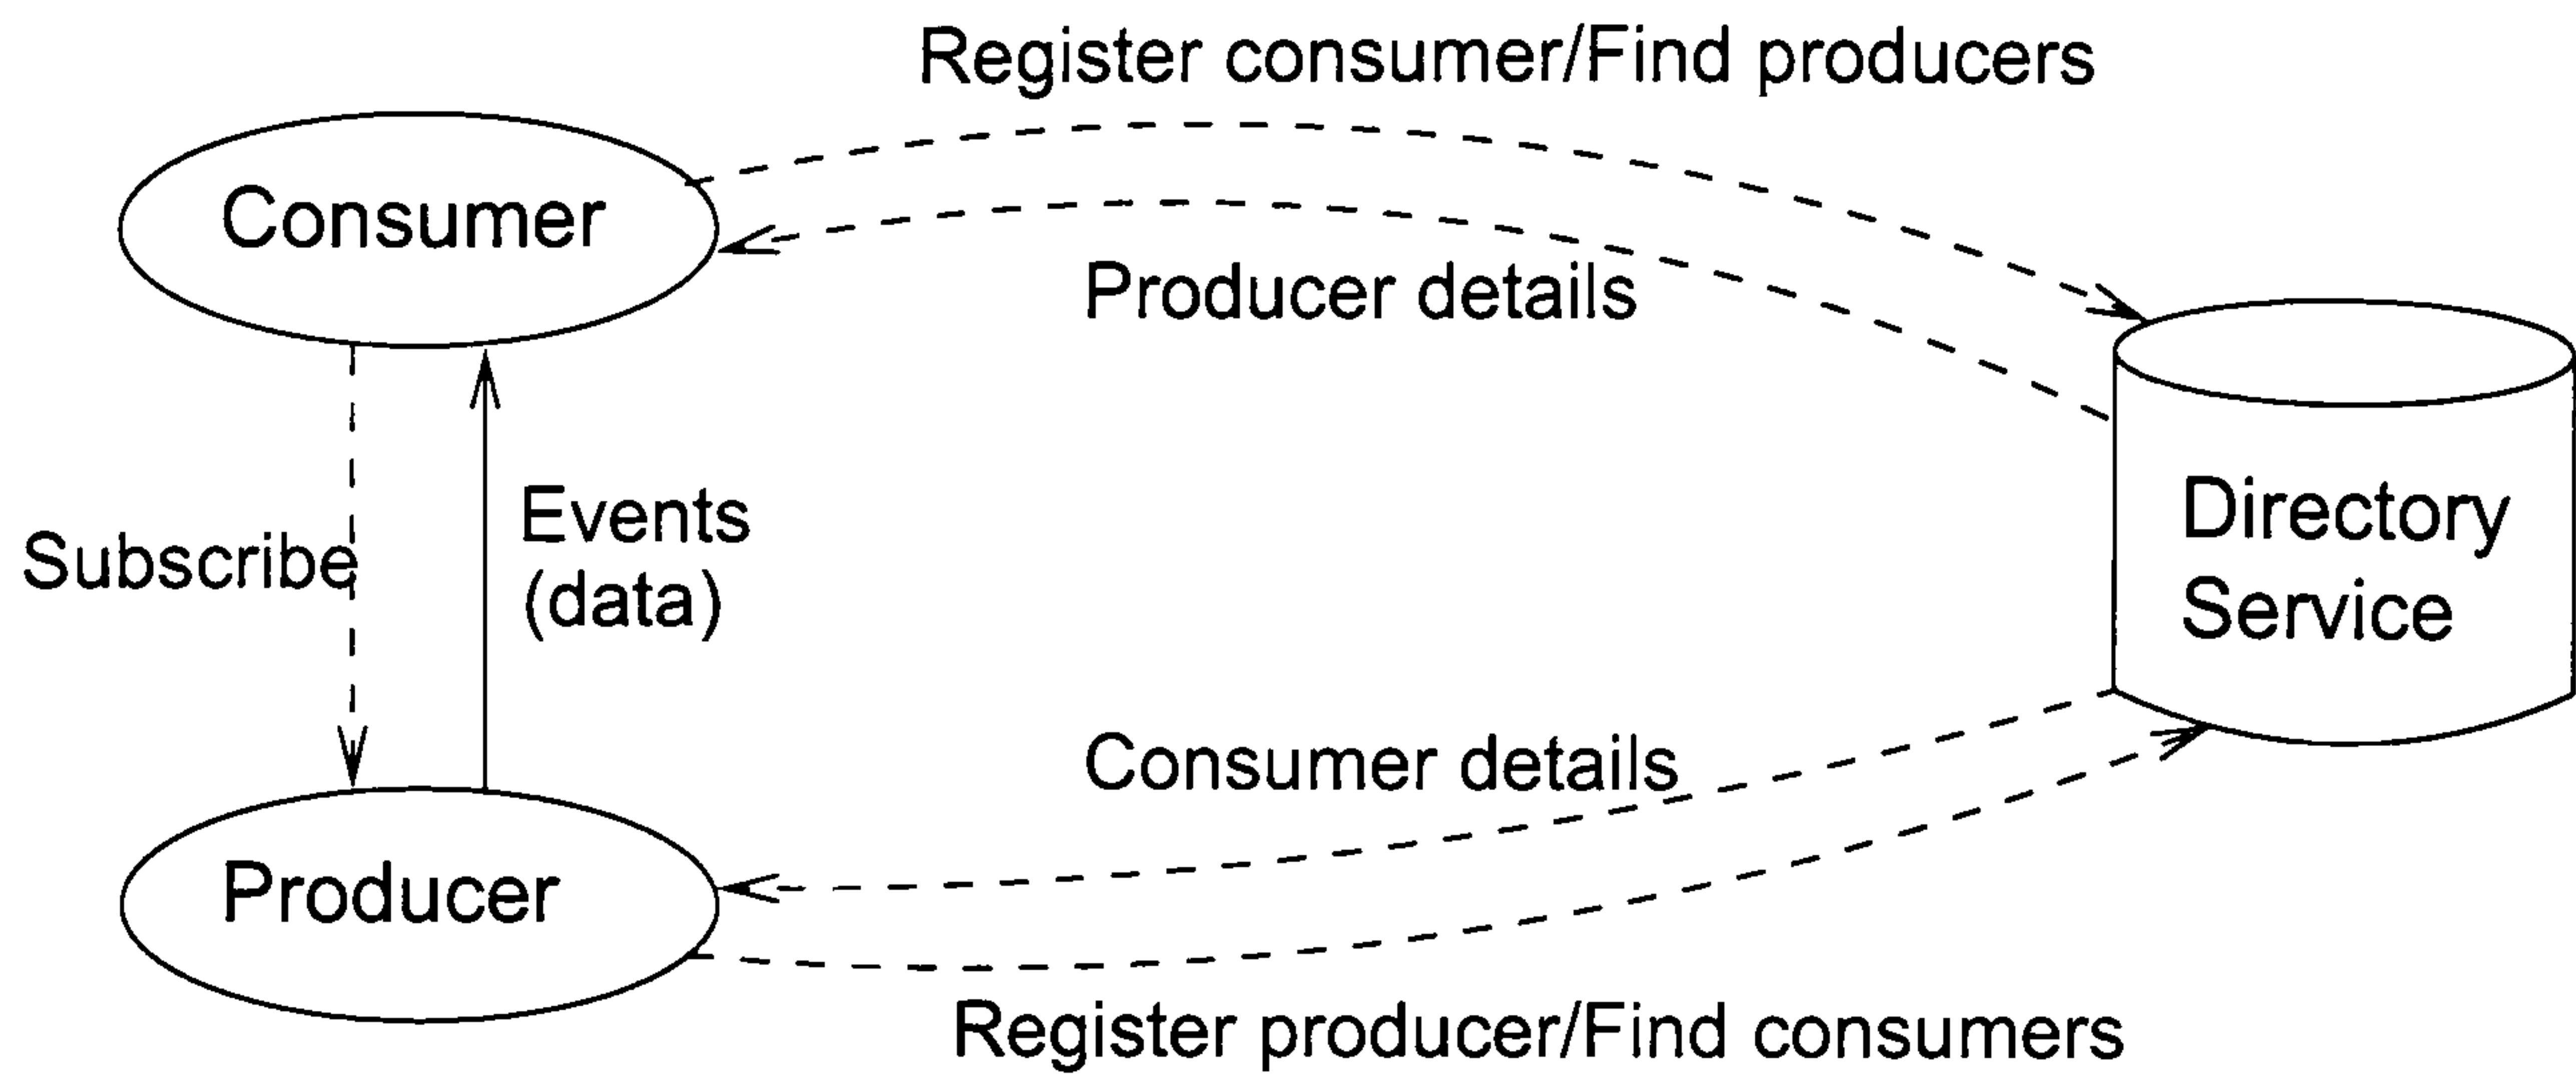 Register consumer/Find producers
Consumer
Producer details
Directory
Service
Subscribe
Events
(data)
Consumer details
Producer
Register producer/Find consumers